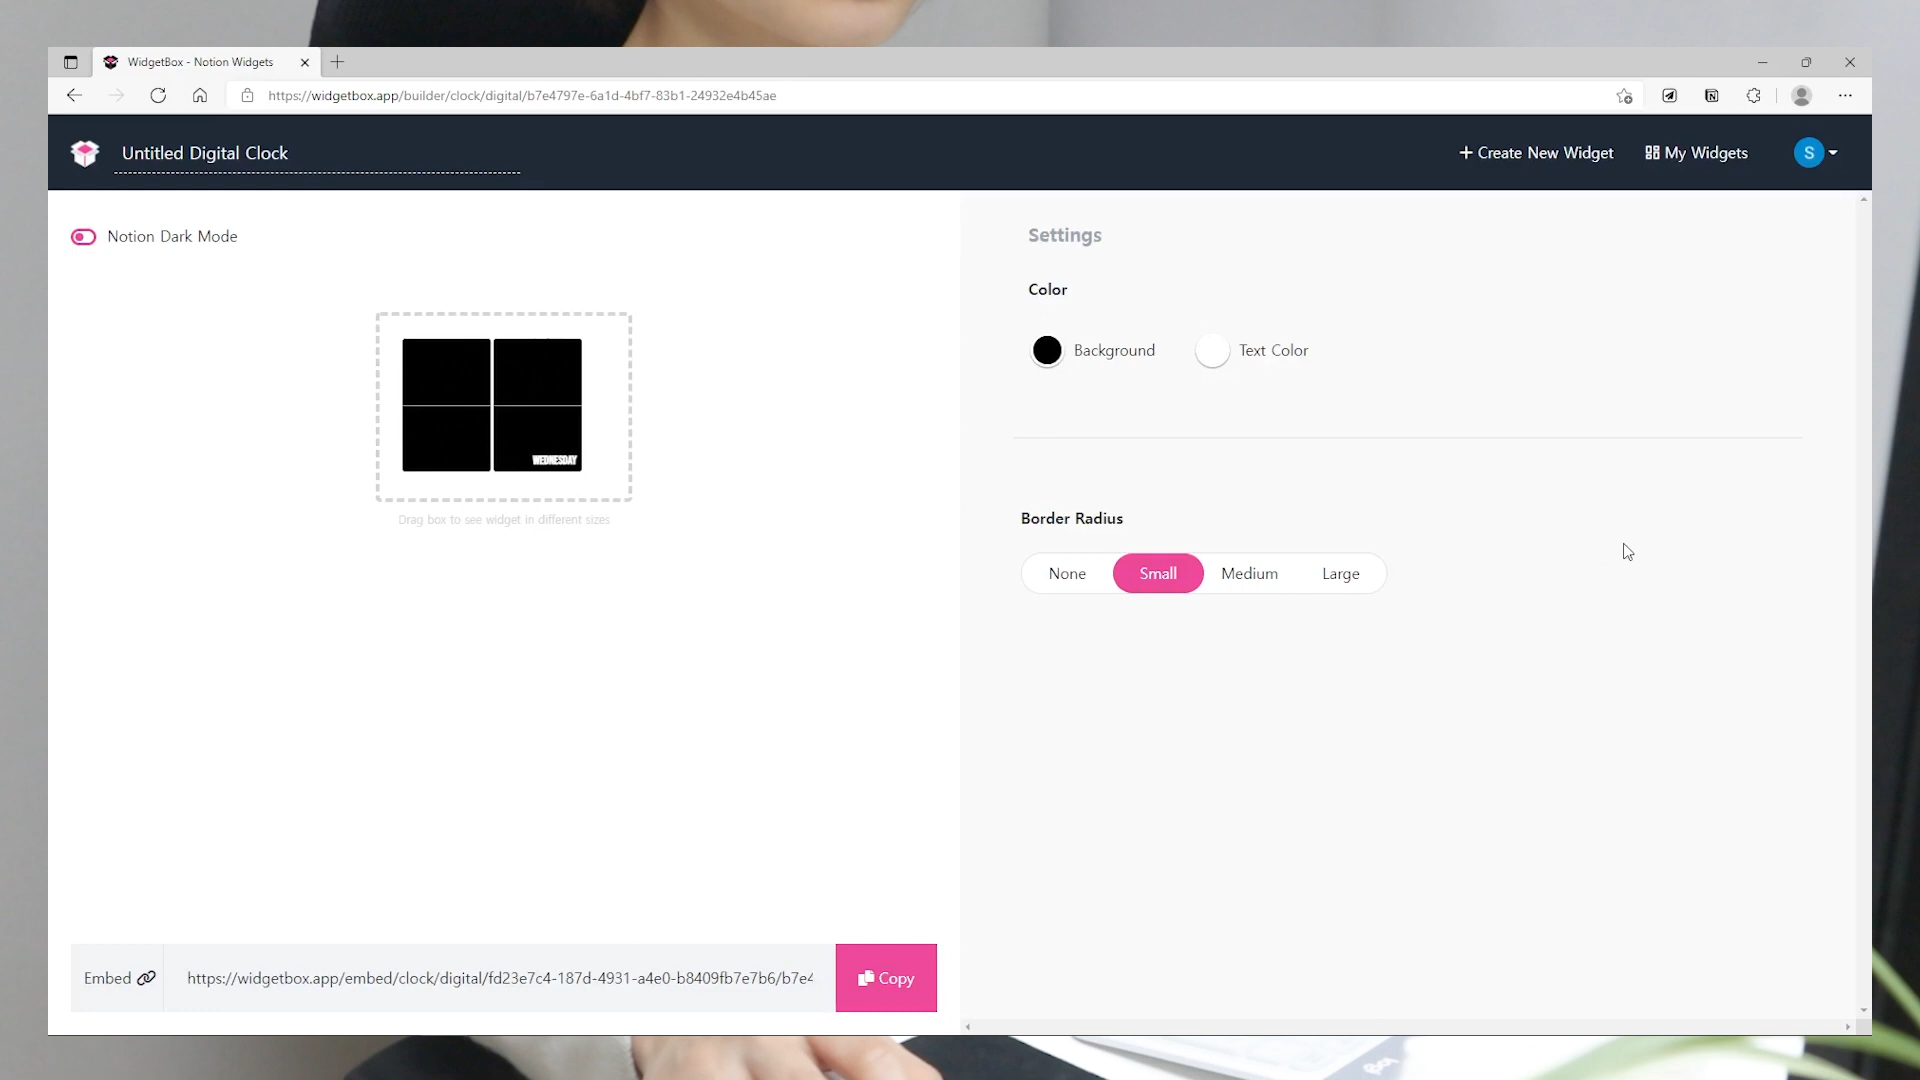 WidgetBox - Notion Widgets
https://widgetbox.app/builder/clock/digital/b7e4797e-6a1d-4bf7-83b1-24932e4b45ae
Untitled Digital Clock
Create New Widget
My Widgets
S
Notion Dark Mode
WEDNESDAY
Drag box to see widget in different sizes
Settings
Color
Background
Text Color
Border Radius
None
Small
Medium
Large
Embed
https://widgetbox.app/embed/clock/digital/fd23e7c4-187d-4931-a4e0-b8409fb7e7b6/b7e4
Copy